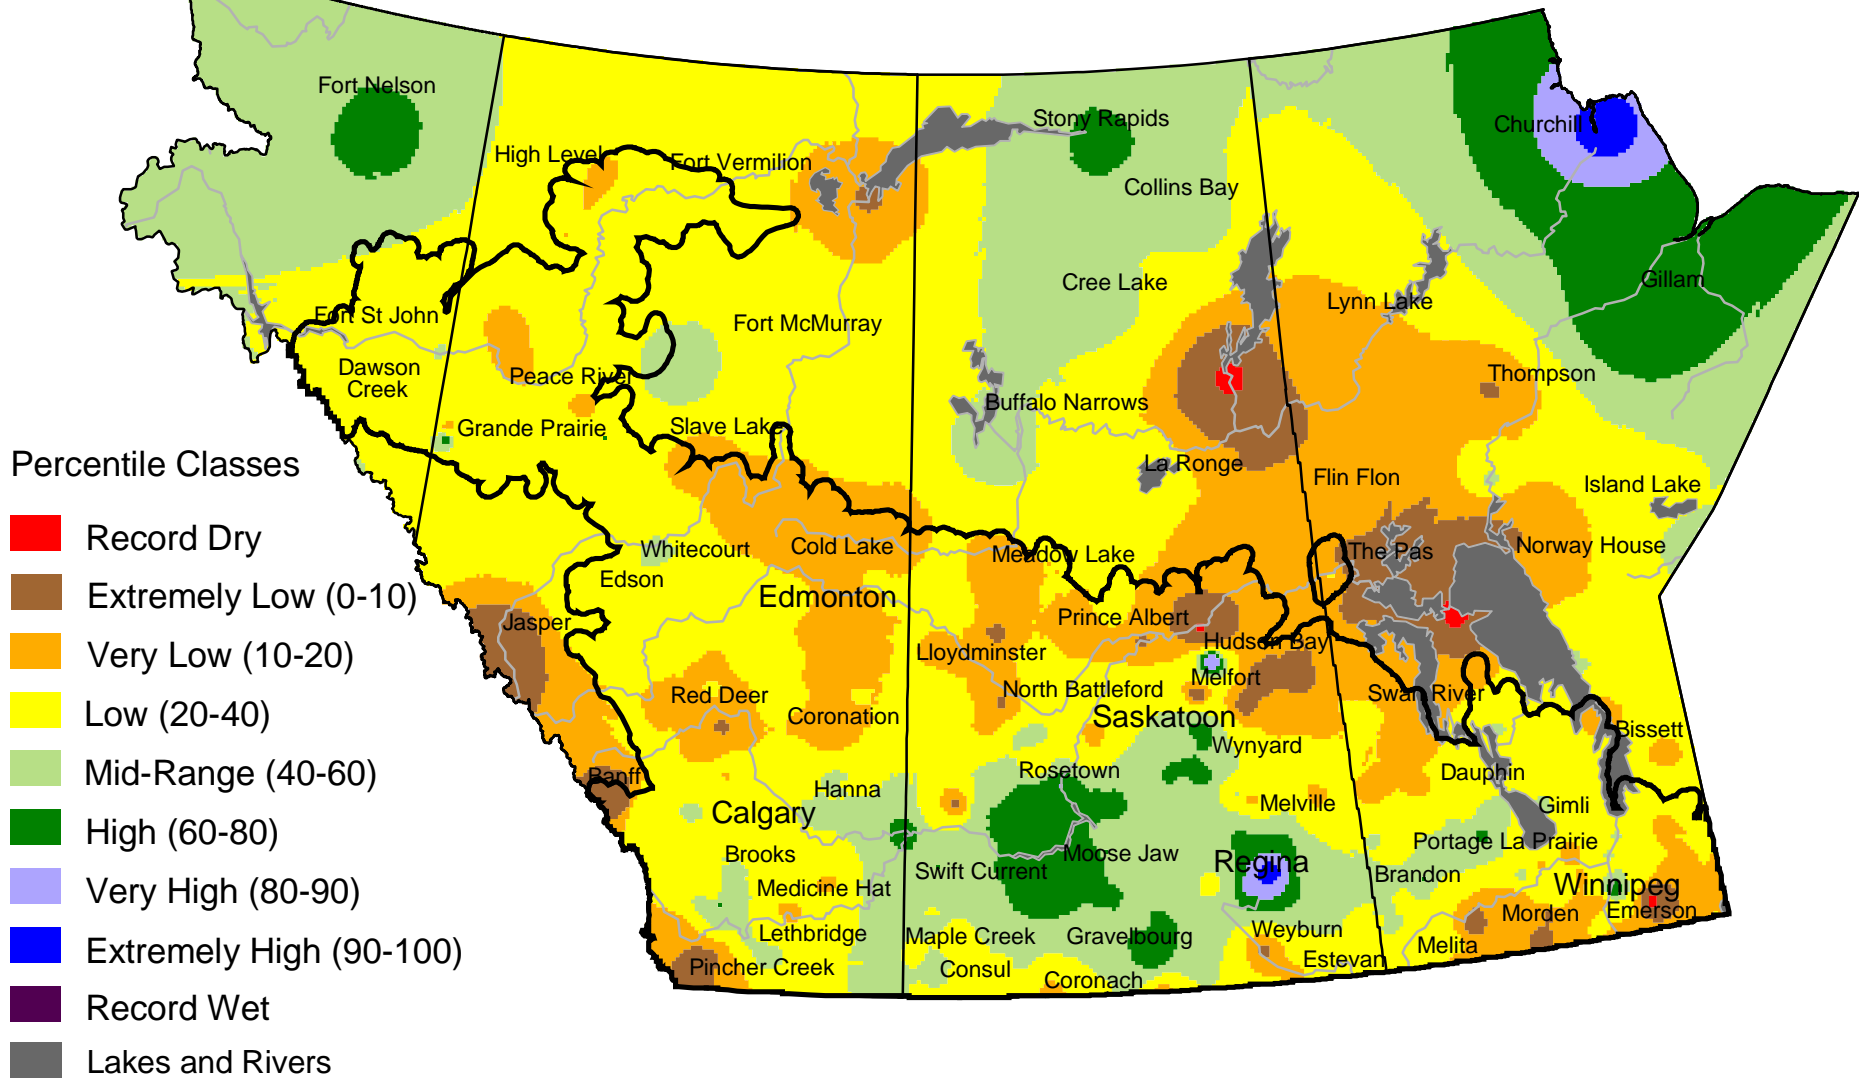 Fort Nelson
Stony Rapids
Churchill
High Level
Fort Vermilion
Collins Bay
Cree Lake
Gillam
Lynn Lake
Fort St John
Fort McMurray
Dawson
Creek
Peace River
Thompson
Buffalo Narrows
Grande Prairie
Slave Lake
La Ronge
Flin Flon
Island Lake
Whitecourt
Cold Lake
Meadow Lake
The Pas
Norway House
Edson
Edmonton
Jasper
Prince Albert
Lloydminster
Hudson Bay
Melfort
Red Deer
North Battleford
Swan River
Coronation
Saskatoon
Bissett
Wynyard
Banff
Rosetown
Dauphin
Hanna
Calgary
Melville
Gimli
Portage La Prairie
Brooks
Moose Jaw
Regina
Swift Current
Brandon
Medicine Hat
Winnipeg
Morden
Emerson
Lethbridge
Maple Creek
Gravelbourg
Weyburn
Melita
Pincher Creek
Consul
Estevan
Coronach
Percentile Classes
Record Dry
Extremely Low (0-10)
Very Low (10-20)
Low (20-40)
Mid-Range (40-60)
High (60-80)
Very High (80-90)
Extremely High (90-100)
Record Wet
Lakes and Rivers